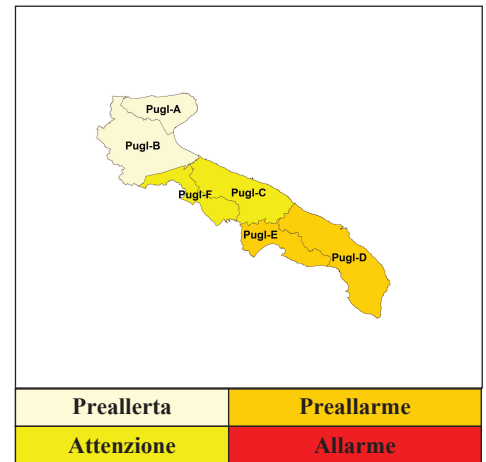 Pugl-A
Pugl-B
Pugl-F
Pugl-C
Pugl-E
Pugl-D
Preallerta Preallarme
Attenzione Allarme